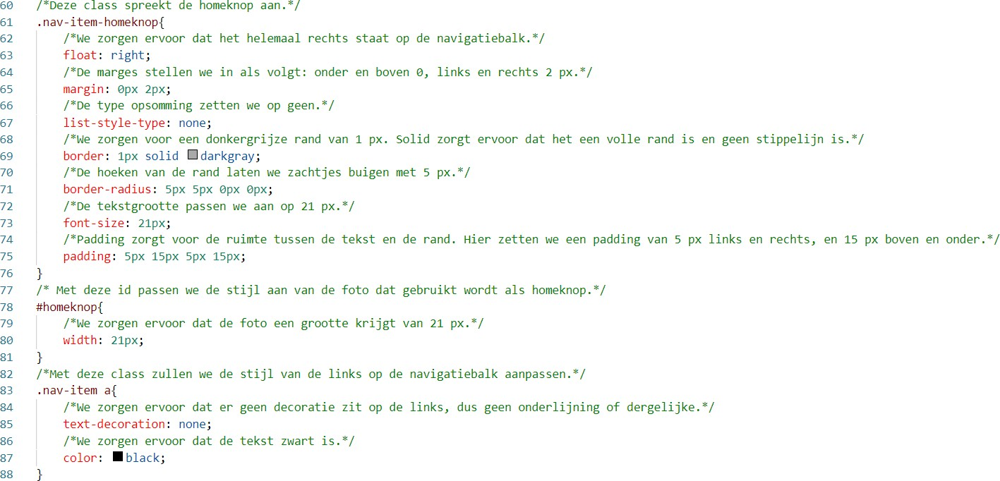 60 /*Deze class spreekt de homeknop aan.*/
61 .nav-item-homeknop{
62 /*We zorgen ervoor dat het helemaal rechts staat op de navigatiebalk.*/
63 float: right;
64 /*De marges stellen we in als volgt: onder en boven 0, links en rechts 2 px.*/
65 margin: 0px 2px;
66 /*De type opsomming zetten we op geen.*/
67 list-style-type: none;
68 /*We zorgen voor een donkergrijze rand van 1 px. Solid zorgt ervoor dat het een volle rand is en geen stippelijn is.*/
69 border: 1px solid darkgray;
70 /*De hoeken van de rand laten we zachtjes buigen met 5 px.*/
71 border-radius: 5px 5px 0px 0px;
72 /*De tekstgrootte passen we aan op 21 px.*/
73 font-size: 21px;
74 /*Padding zorgt voor de ruimte tussen de tekst en de rand. Hier zetten we een padding van 5 px links en rechts, en 15 px boven en onder.*/
75 padding: 5px 15px 5px 15px;
76 }
77 /* Met deze id passen we de stijl aan van de foto dat gebruikt wordt als homeknop.*/
78 #homeknop{
79 /*We zorgen ervoor dat de foto een grootte krijgt van 21 px.*/
80 width: 21px;
81 }
82 /*Met deze class zullen we de stijl van de links op de navigatiebalk aanpassen.*/
83 .nav-item a{
84 /*We zorgen ervoor dat er geen decoratie zit op de links, dus geen onderlijning of dergelijke.*/
85 text-decoration: none;
86 /*We zorgen ervoor dat de tekst zwart is.*/
87 color: black;
88 }